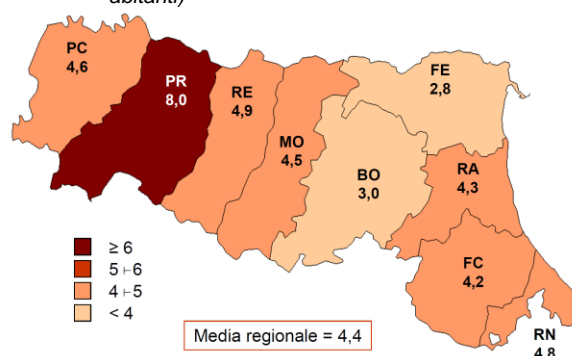 abitanti)
PC
4,6
PR
8,0
RE
4,9
MO
4,5
FE
2,8
BO
3,0
RA
4,3
FC
4,2
RN
4,8
≥ 6
5 ⊢6
4 ⊢5
< 4
Media regionale = 4,4